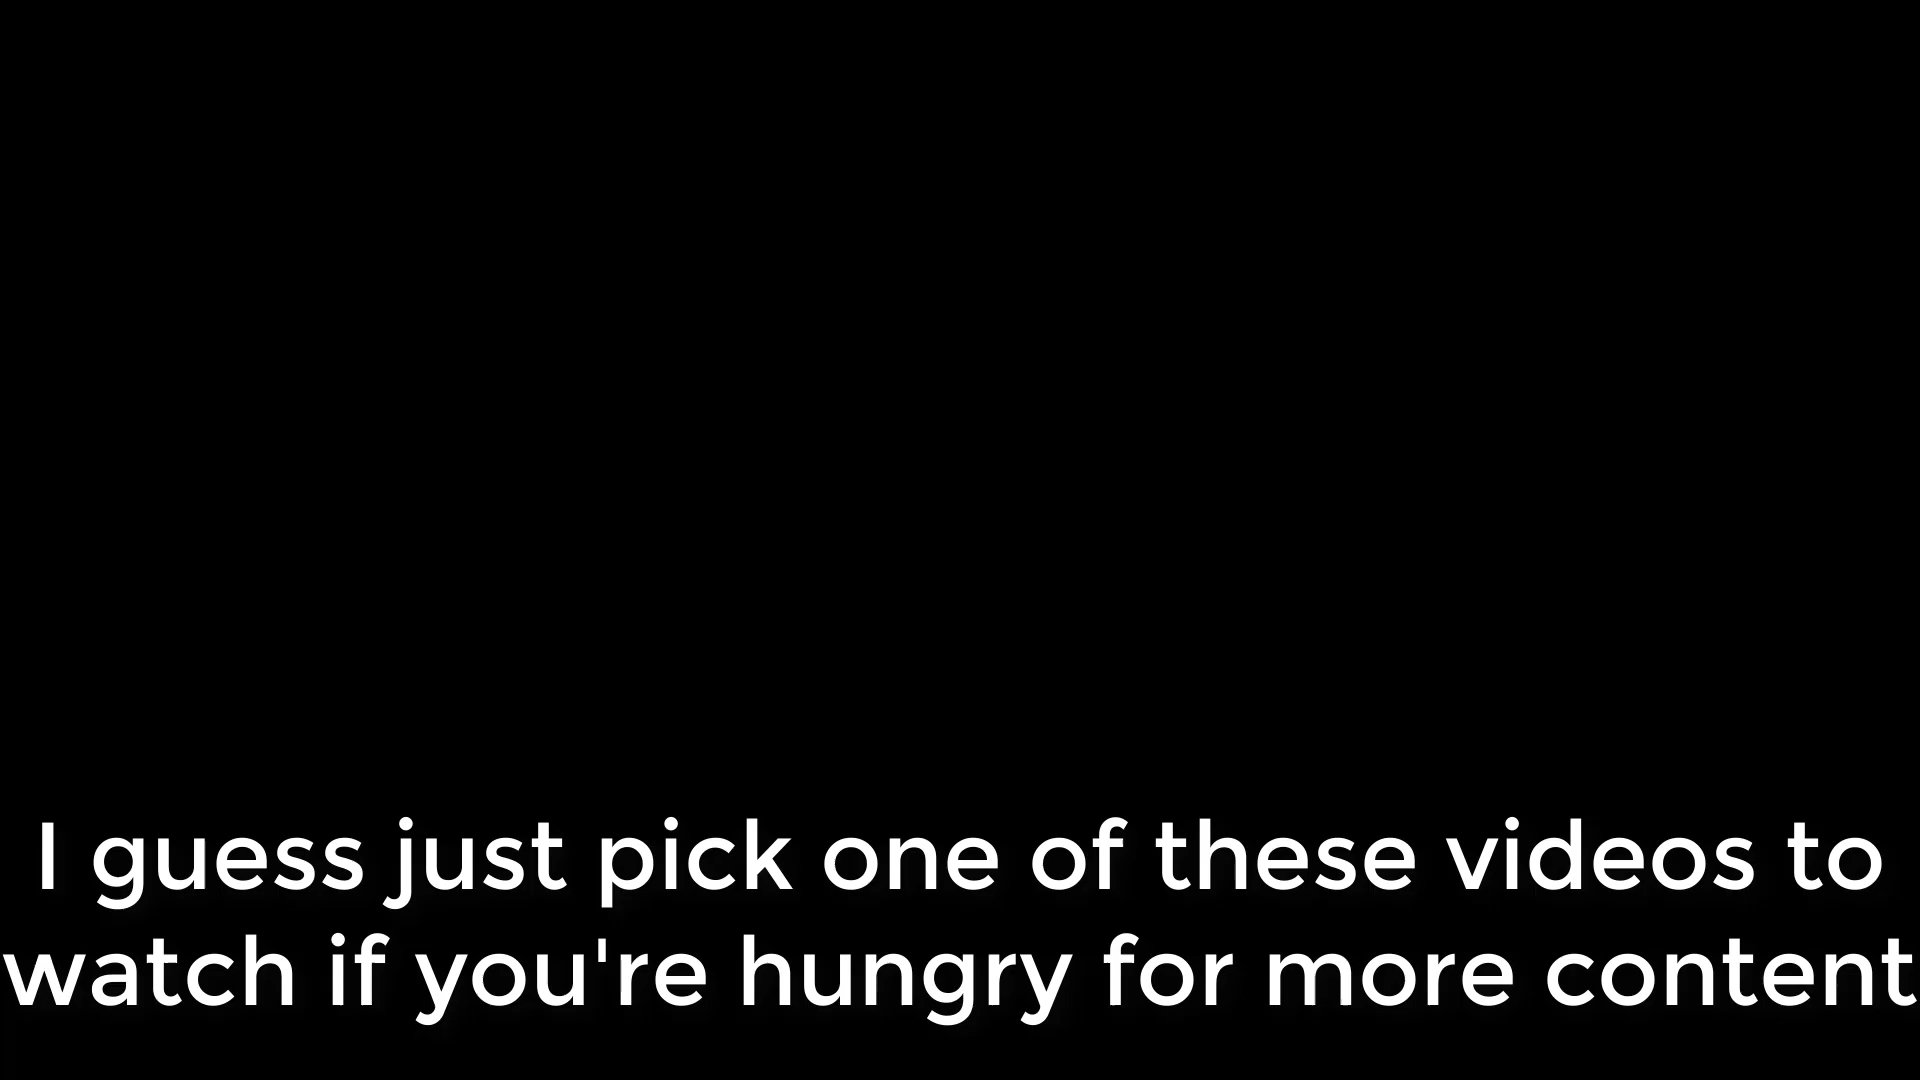 I guess just pick one of these videos to
watch if you're hungry for more content